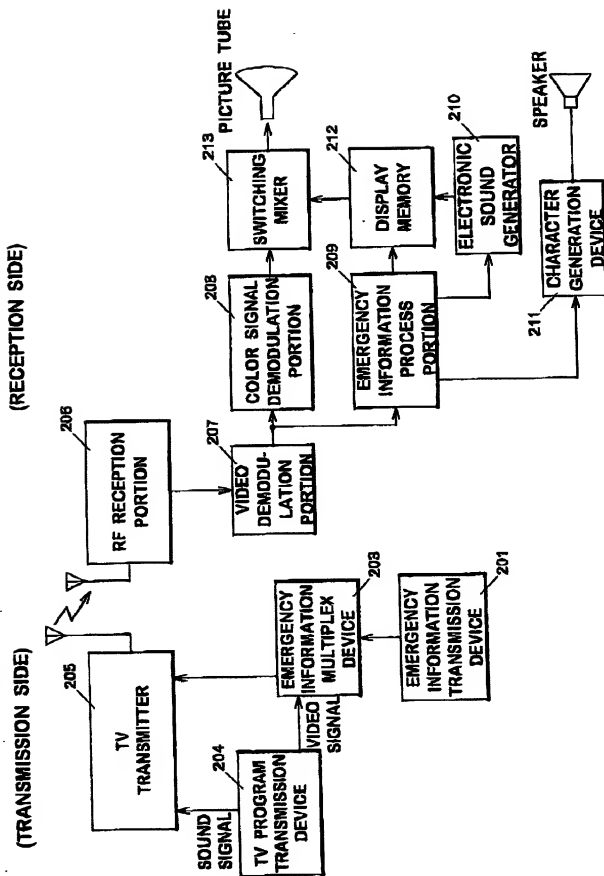 (TRANSMISSION SIDE)
205
TV
TRANSMITTER
SOUND
SIGNAL
204
TV PROGRAM
TRANSMISSION
DEVICE
VIDEO
SIGNAL
203
EMERGENCY
INFORMATION
MULTIPLEX
DEVICE
201
EMERGENCY
INFORMATION
TRANSMISSION
DEVICE
(RECEPTION SIDE)
206
RF RECEPTION
PORTION
207
VIDEO
DEMODU-
LATION
PORTION
208
COLOR SIGNAL
DEMODULATION
PORTION
213
SWITCHING
MIXER
PICTURE TUBE
209
EMERGENCY
INFORMATION
PROCESS
PORTION
212
DISPLAY
MEMORY
210
ELECTRONIC
SOUND
GENERATOR
211
CHARACTER
GENERATION
DEVICE
SPEAKER